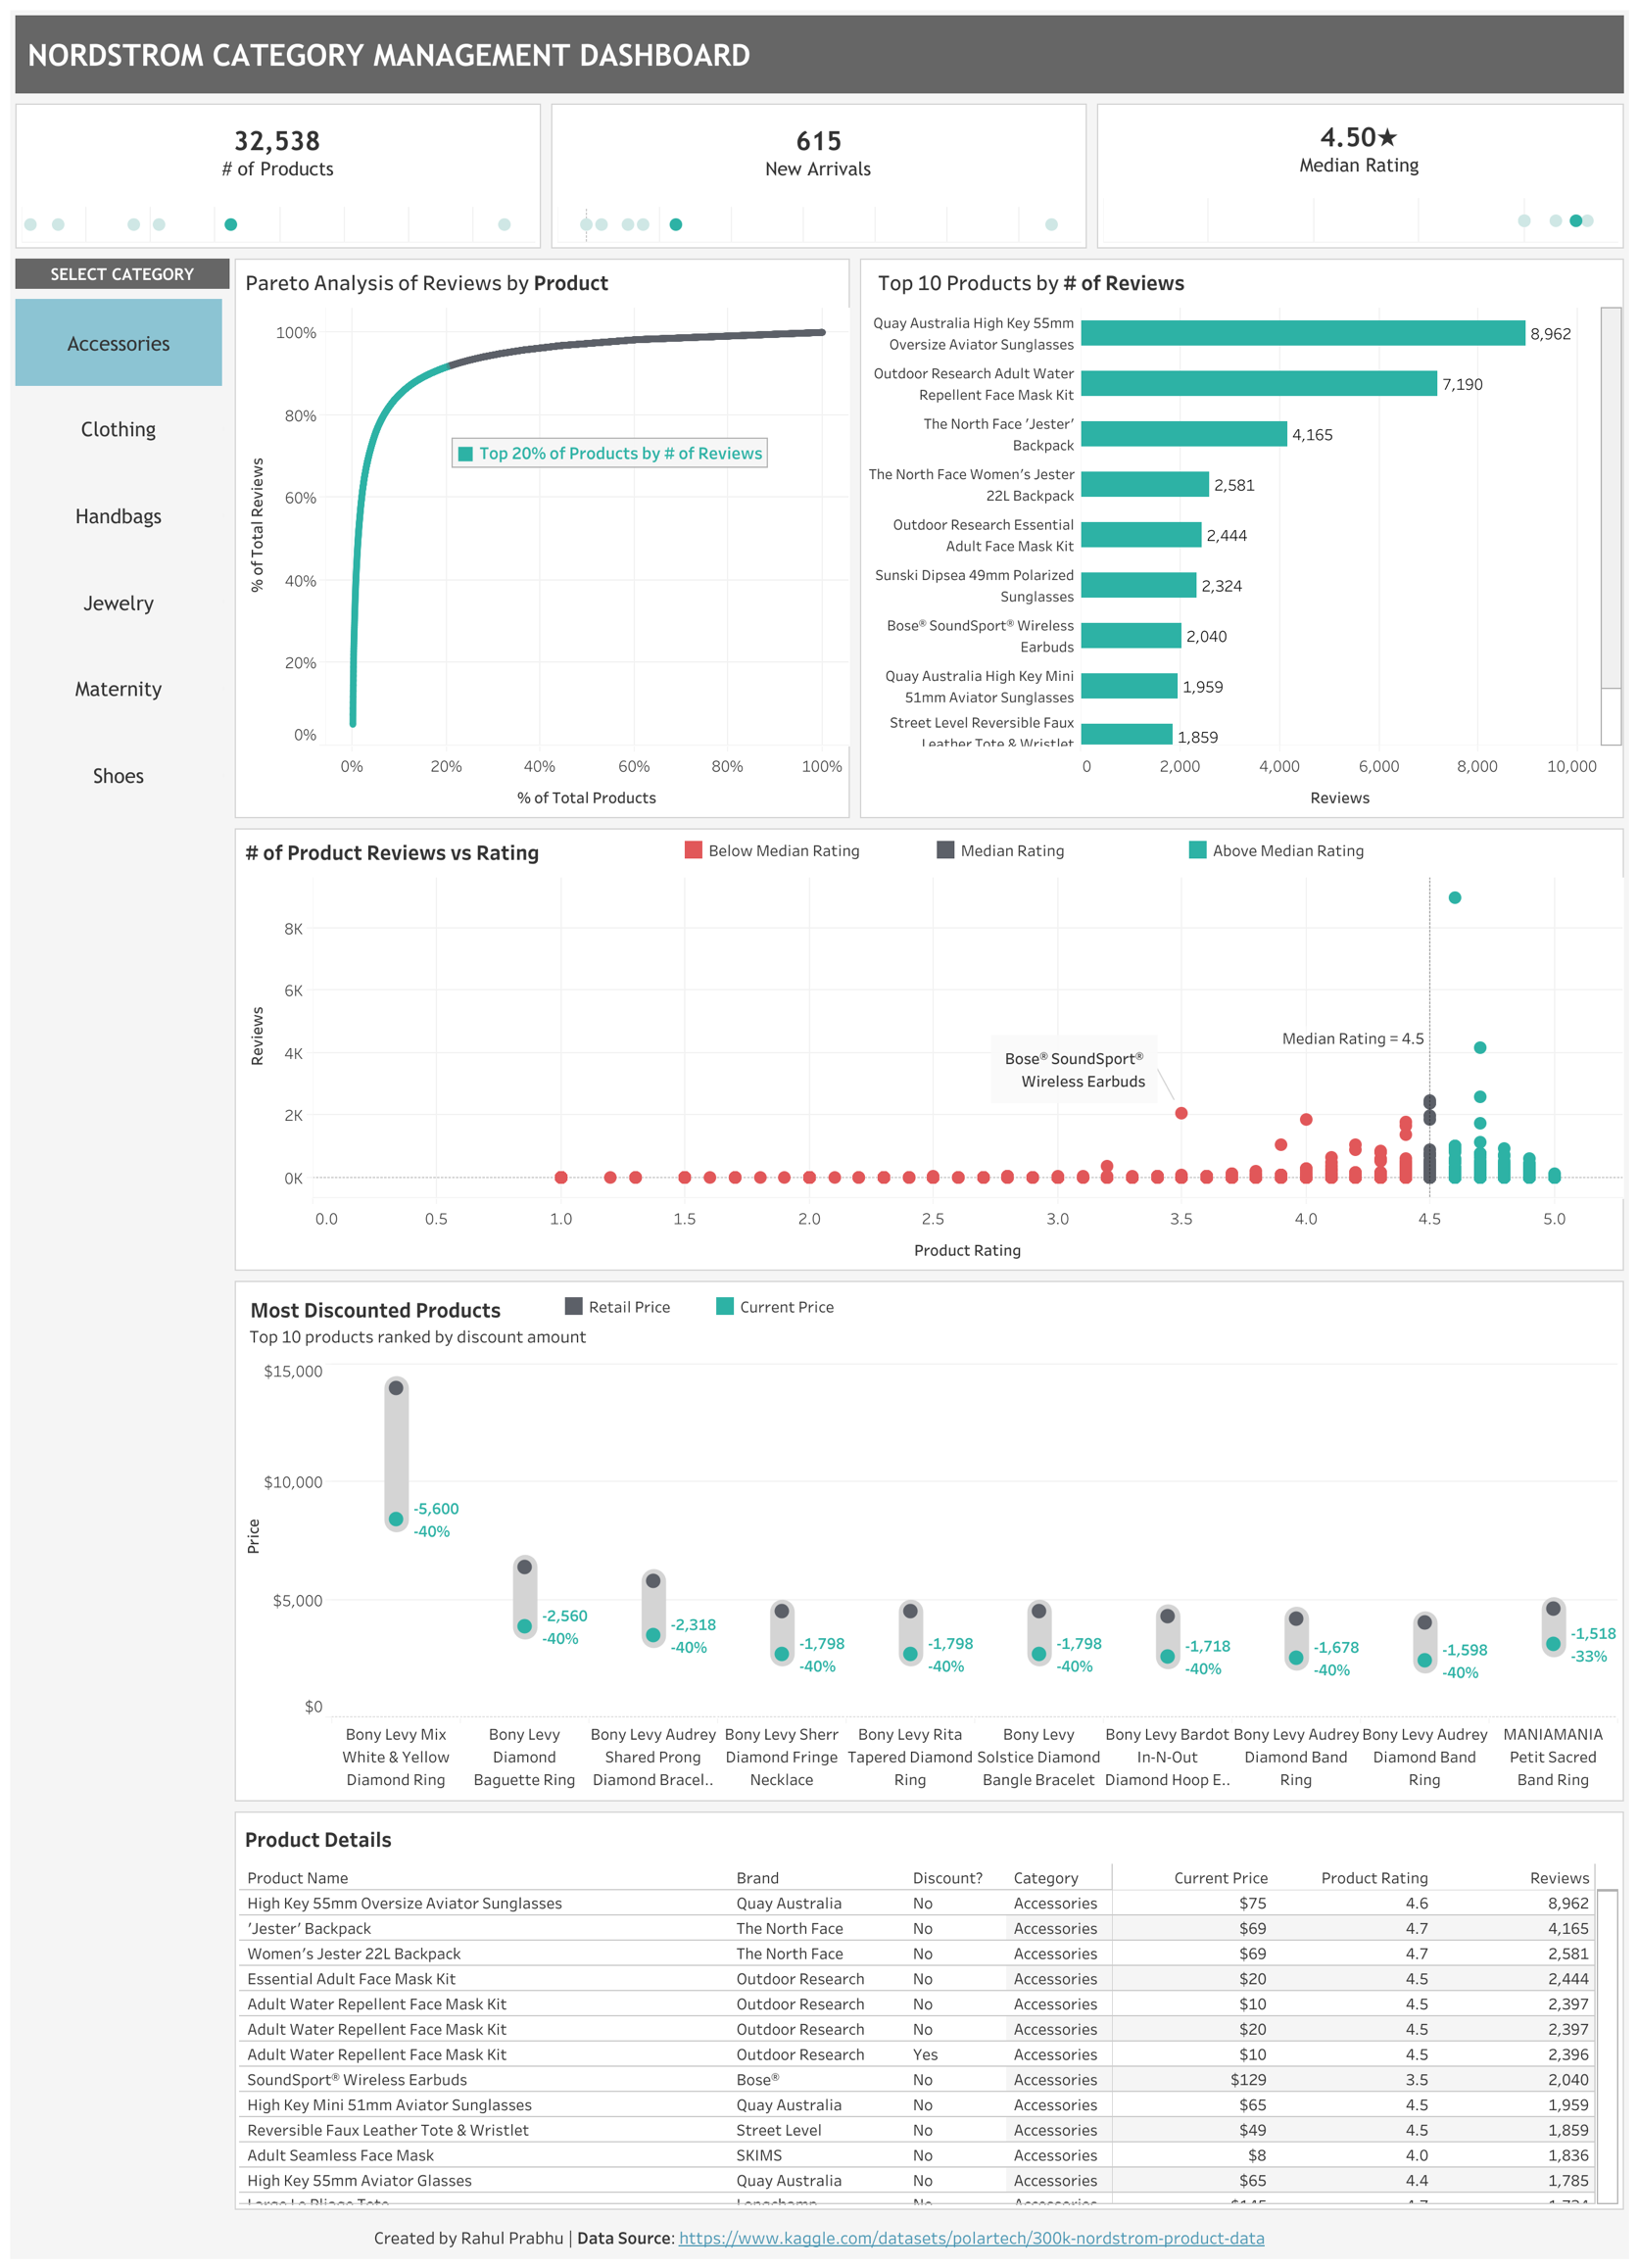 NORDSTROM CATEGORY MANAGEMENT DASHBOARD
32,538
# of Products
615
New Arrivals
4.50★
Median Rating
SELECT CATEGORY
Accessories
Clothing
Handbags
Jewelry
Maternity
Shoes
Pareto Analysis of Reviews by Product
100%
80%
60%
40%
20%
0%
% of Total Reviews
Top 20% of Products by # of Reviews
0% 20% 40% 60% 80% 100%
% of Total Products
Top 10 Products by # of Reviews
Quay Australia High Key 55mm
Oversize Aviator Sunglasses
8,962
Outdoor Research Adult Water
Repellent Face Mask Kit
7,190
The North Face ‘Jester’
Backpack
4,165
The North Face Women’s Jester
22L Backpack
2,581
Outdoor Research Essential
Adult Face Mask Kit
2,444
Sunski Dipsea 49mm Polarized
Sunglasses
2,324
Bose® SoundSport® Wireless
Earbuds
2,040
Quay Australia High Key Mini
51mm Aviator Sunglasses
1,959
Street Level Reversible Faux
Leather Tote & Wristlet
1,859
0 2,000 4,000 6,000 8,000 10,000
Reviews
# of Product Reviews vs Rating
Below Median Rating
Median Rating
Above Median Rating
8K
6K
4K
2K
0K
Reviews
Median Rating = 4.5
Bose® SoundSport®
Wireless Earbuds
0.0 0.5 1.0 1.5 2.0 2.5 3.0 3.5 4.0 4.5 5.0
Product Rating
Most Discounted Products
Retail Price
Current Price
Top 10 products ranked by discount amount
$15,000
$10,000
$5,000
$0
Price
-5,600
-40%
-2,560
-40%
-2,318
-40%
-1,798
-40%
-1,798
-40%
-1,798
-40%
-1,718
-40%
-1,678
-40%
-1,598
-40%
-1,518
-33%
Bony Levy Mix
White & Yellow
Diamond Ring
Bony Levy
Diamond
Baguette Ring
Bony Levy Audrey
Shared Prong
Diamond Bracel..
Bony Levy Sherr
Diamond Fringe
Necklace
Bony Levy Rita
Tapered Diamond
Ring
Bony Levy
Solstice Diamond
Bangle Bracelet
Bony Levy Bardot
In-N-Out
Diamond Hoop E..
Bony Levy Audrey
Diamond Band
Ring
Bony Levy Audrey
Diamond Band
Ring
MANIAMANIA
Petit Sacred
Band Ring
Product Details
Product Name Brand Discount? Category Current Price Product Rating Reviews
High Key 55mm Oversize Aviator Sunglasses Quay Australia No Accessories $75 4.6 8,962
‘Jester’ Backpack The North Face No Accessories $69 4.7 4,165
Women’s Jester 22L Backpack The North Face No Accessories $69 4.7 2,581
Essential Adult Face Mask Kit Outdoor Research No Accessories $20 4.5 2,444
Adult Water Repellent Face Mask Kit Outdoor Research No Accessories $10 4.5 2,397
Adult Water Repellent Face Mask Kit Outdoor Research No Accessories $20 4.5 2,397
Adult Water Repellent Face Mask Kit Outdoor Research Yes Accessories $10 4.5 2,396
SoundSport® Wireless Earbuds Bose® No Accessories $129 3.5 2,040
High Key Mini 51mm Aviator Sunglasses Quay Australia No Accessories $65 4.5 1,959
Reversible Faux Leather Tote & Wristlet Street Level No Accessories $49 4.5 1,859
Adult Seamless Face Mask SKIMS No Accessories $8 4.0 1,836
High Key 55mm Aviator Glasses Quay Australia No Accessories $65 4.4 1,785
Large Le Pliage Tote Longchamp No Accessories
Created by Rahul Prabhu | Data Source: https://www.kaggle.com/datasets/polartech/300k-nordstrom-product-data